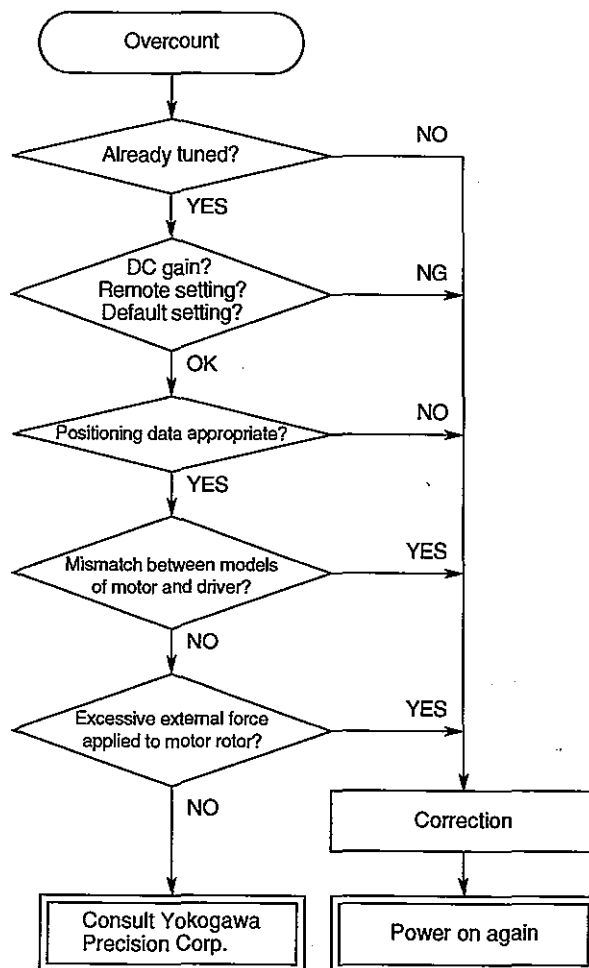 Overcount
Already tuned?
NO
YES
DC gain?
Remote setting?
Default setting?
NG
OK
Positioning data appropriate?
NO
YES
Mismatch between models
of motor and driver?
YES
NO
Excessive external force
applied to motor rotor?
YES
NO
Correction
Consult Yokogawa
Precision Corp.
Power on again